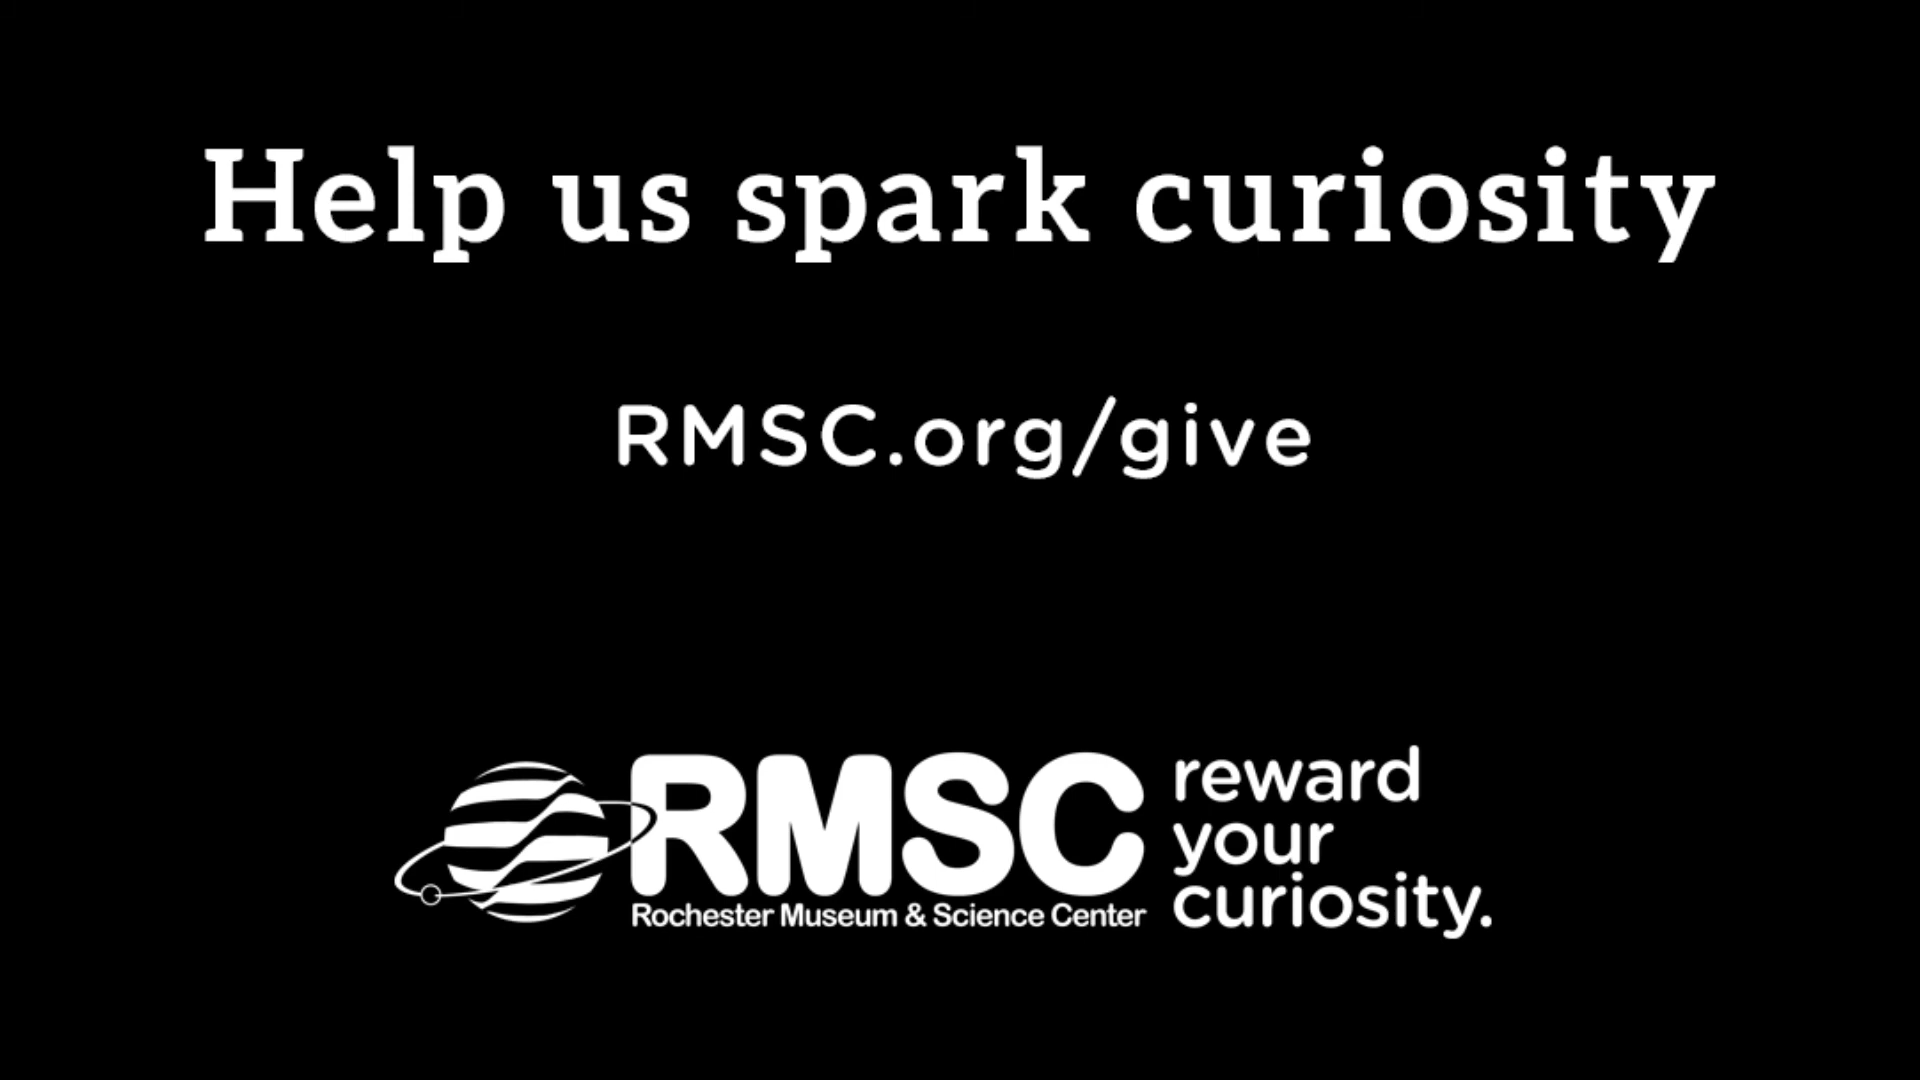 Help us spark curiosity
RMSC.org/give
RMSC
Rochester Museum & Science Center
reward
your
curiosity.